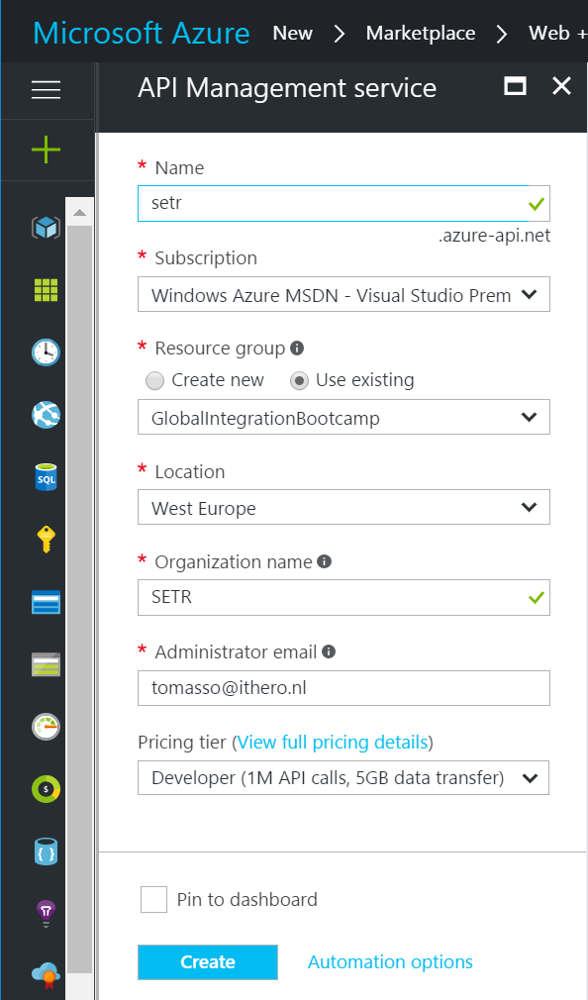 Microsoft Azure New > Marketplace > Web +
API Management service
* Name
setr
.azure-api.net
* Subscription
Windows Azure MSDN - Visual Studio Prem
* Resource group
Create new Use existing
GlobalIntegrationBootcamp
* Location
West Europe
* Organization name
SETR
* Administrator email
tomasso@ithero.nl
Pricing tier (View full pricing details)
Developer (1M API calls, 5GB data transfer)
Pin to dashboard
Create Automation options
SQL